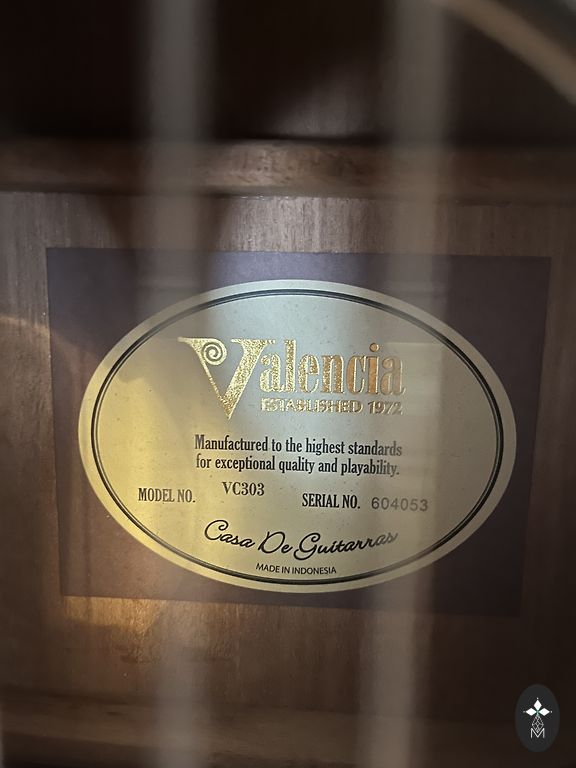 Valencia
ESTABLISHED 1972
Manufactured to the highest standards
for exceptional quality and playability.
MODEL NO. VC303 SERIAL NO. 604053
Casa De Guitarras
MADE IN INDONESIA
M